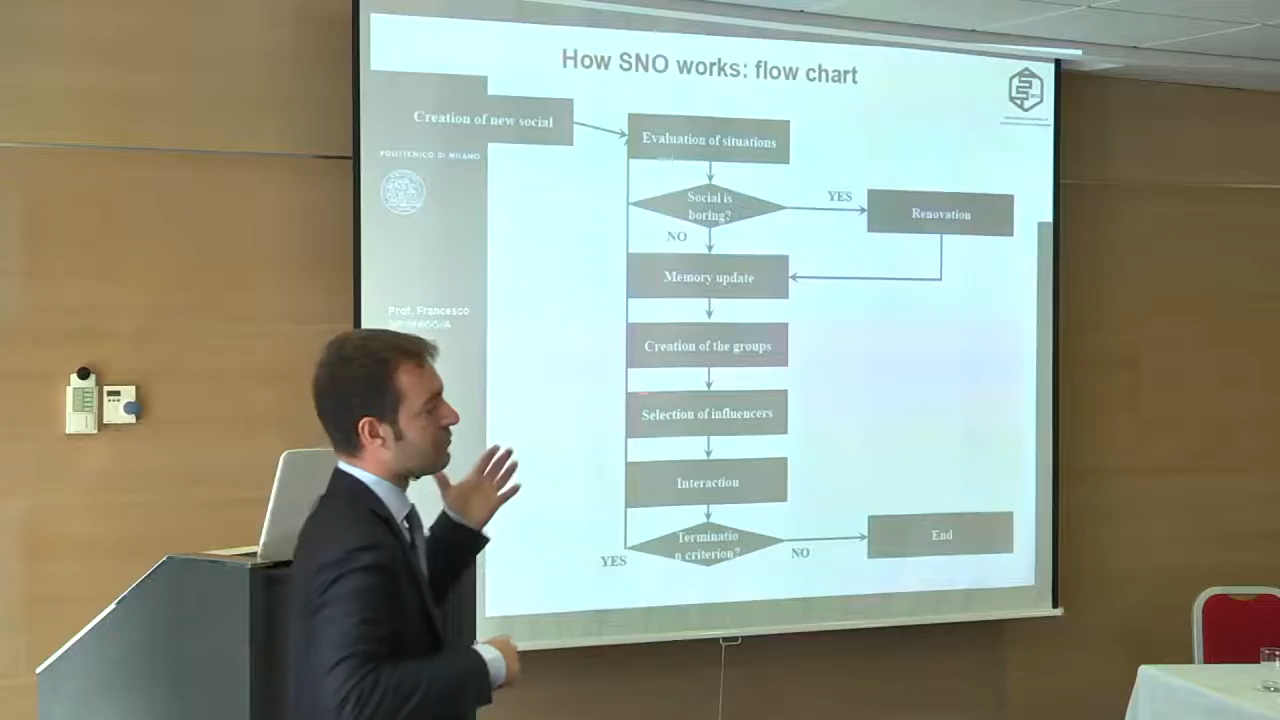 How SNO works: flow chart
Creation of new social
Evaluation of situations
POLITECNICO DI MILANO
Social is
boring?
YES
Renovation
NO
Memory update
Prof. Francesco
Creation of the groups
Selection of influencers
Interaction
Terminatio
n criterion?
YES
NO
End